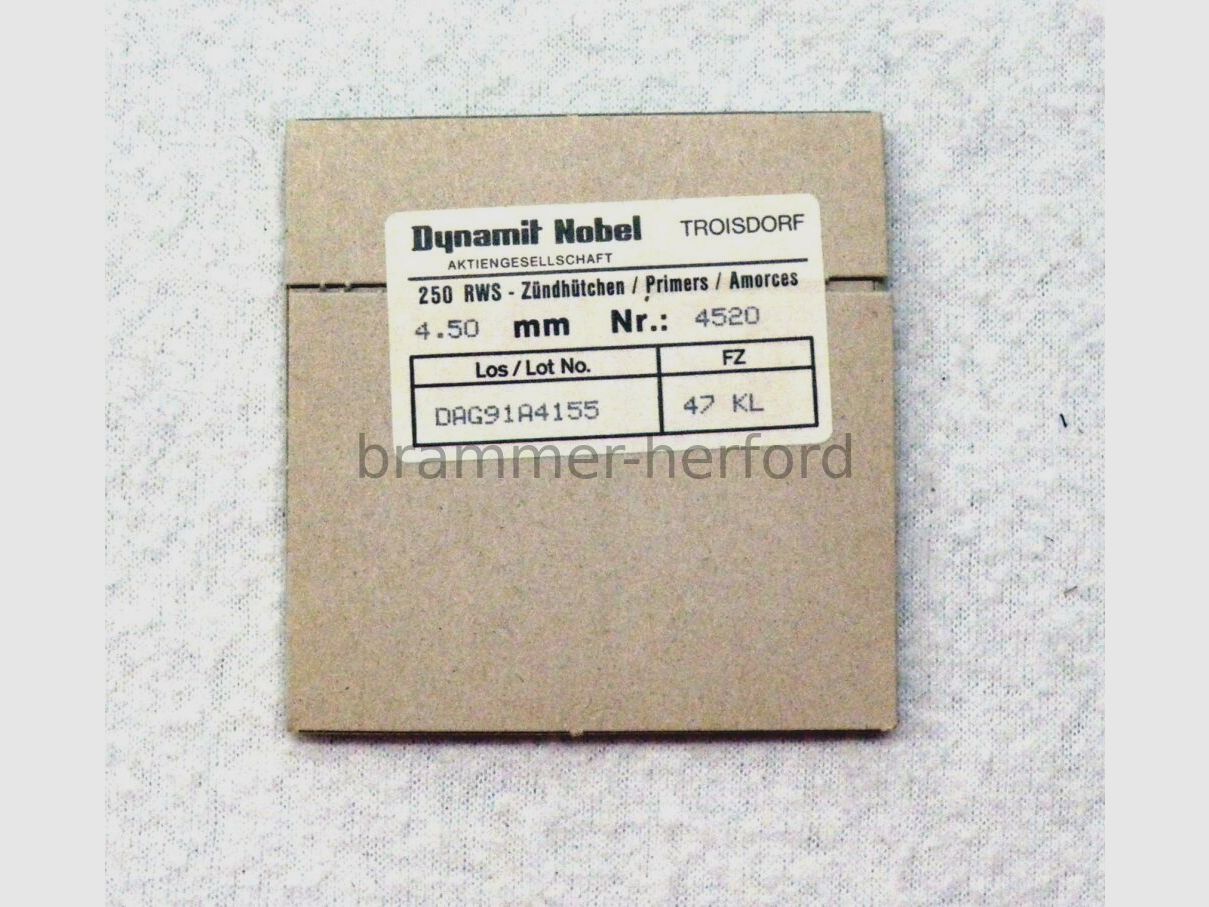 Dynamit Nobel TROISDORF
AKTIENGESELLSCHAFT
250 RWS - Zündhütchen / Primers / Amorces
4.50 mm Nr.: 4520
Los / Lot No. FZ
DAG91A4155 47 KL
brammer-herford